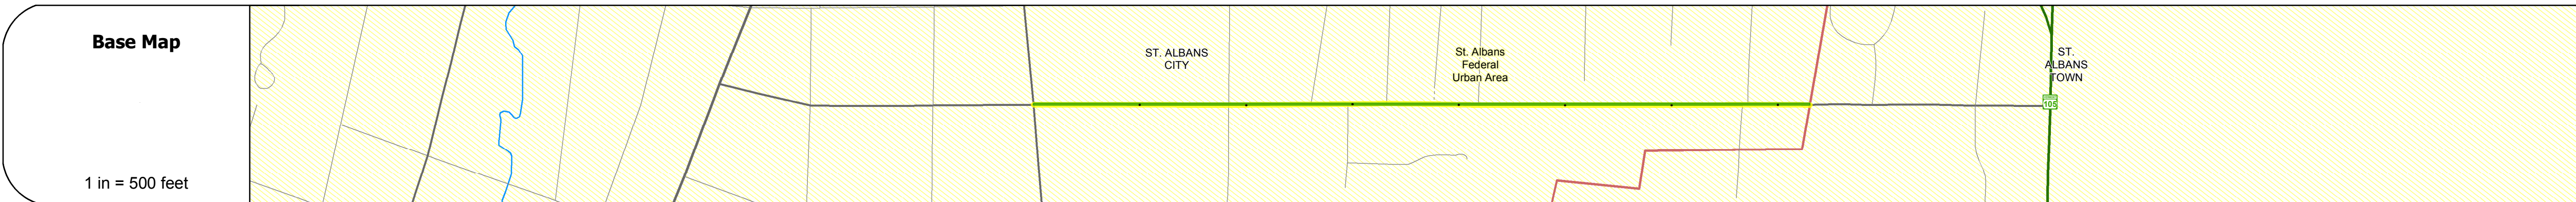 Base Map
1 in = 500 feet
ST. ALBANS
CITY
St. Albans
Federal
Urban Area
ST.
ALBANS
TOWN
105